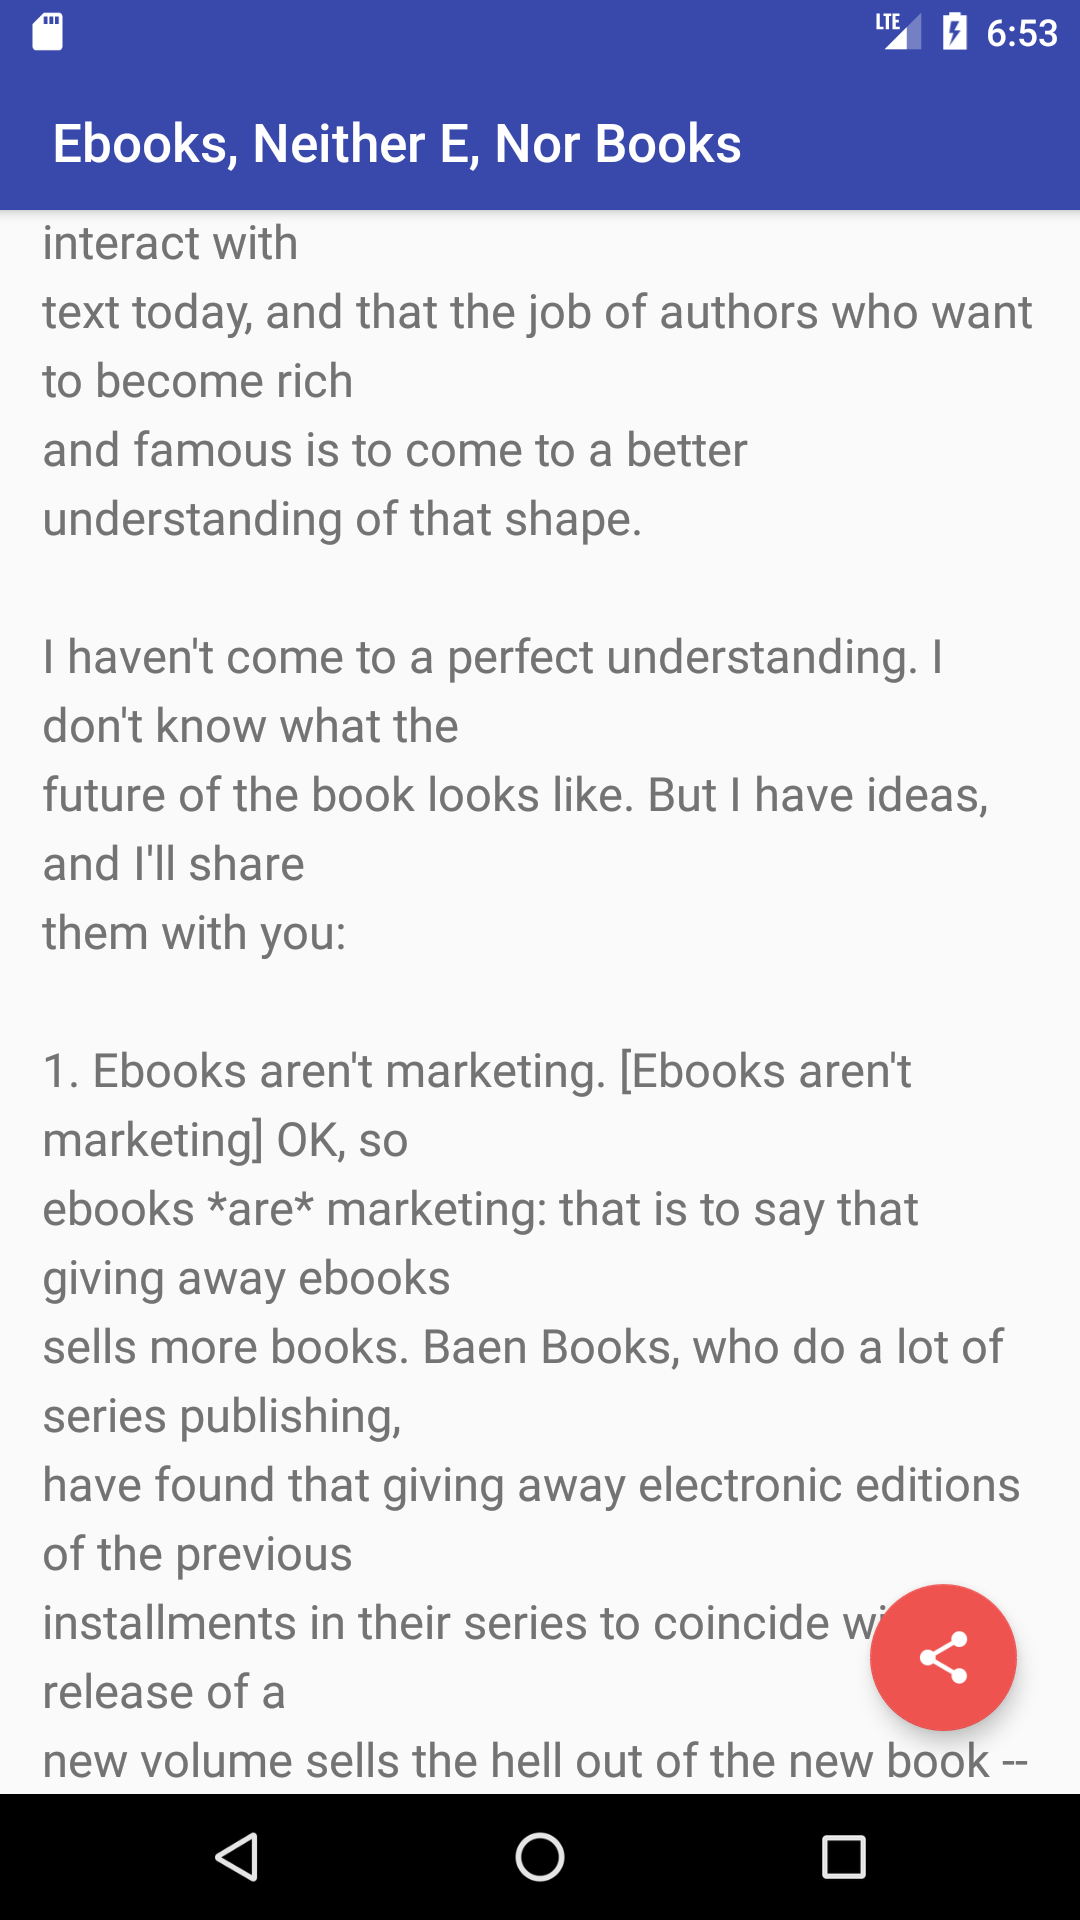 LTE 6:53
Ebooks, Neither E, Nor Books
interact with
text today, and that the job of authors who want
to become rich
and famous is to come to a better
understanding of that shape.
I haven't come to a perfect understanding. I
don't know what the
future of the book looks like. But I have ideas,
and I'll share
them with you:
1. Ebooks aren't marketing. [Ebooks aren't
marketing] OK, so
ebooks *are* marketing: that is to say that
giving away ebooks
sells more books. Baen Books, who do a lot of
series publishing,
have found that giving away electronic editions
of the previous
installments in their series to coincide
release of a
new volume sells the hell out of the new book --